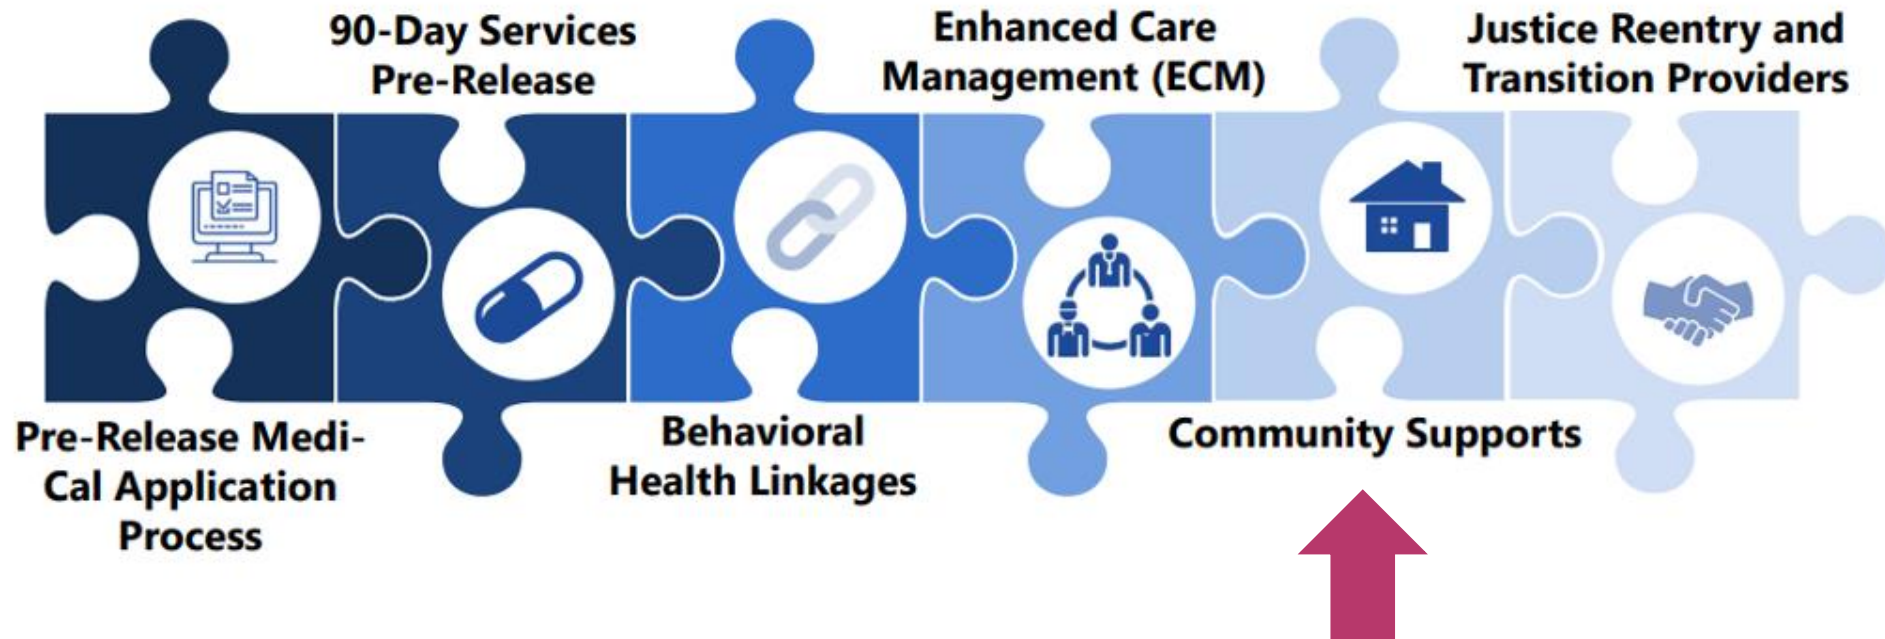 90-Day Services
Pre-Release
Enhanced Care
Management (ECM)
Justice Reentry and
Transition Providers
Pre-Release Medi-
Cal Application
Process
Behavioral
Health Linkages
Community Supports